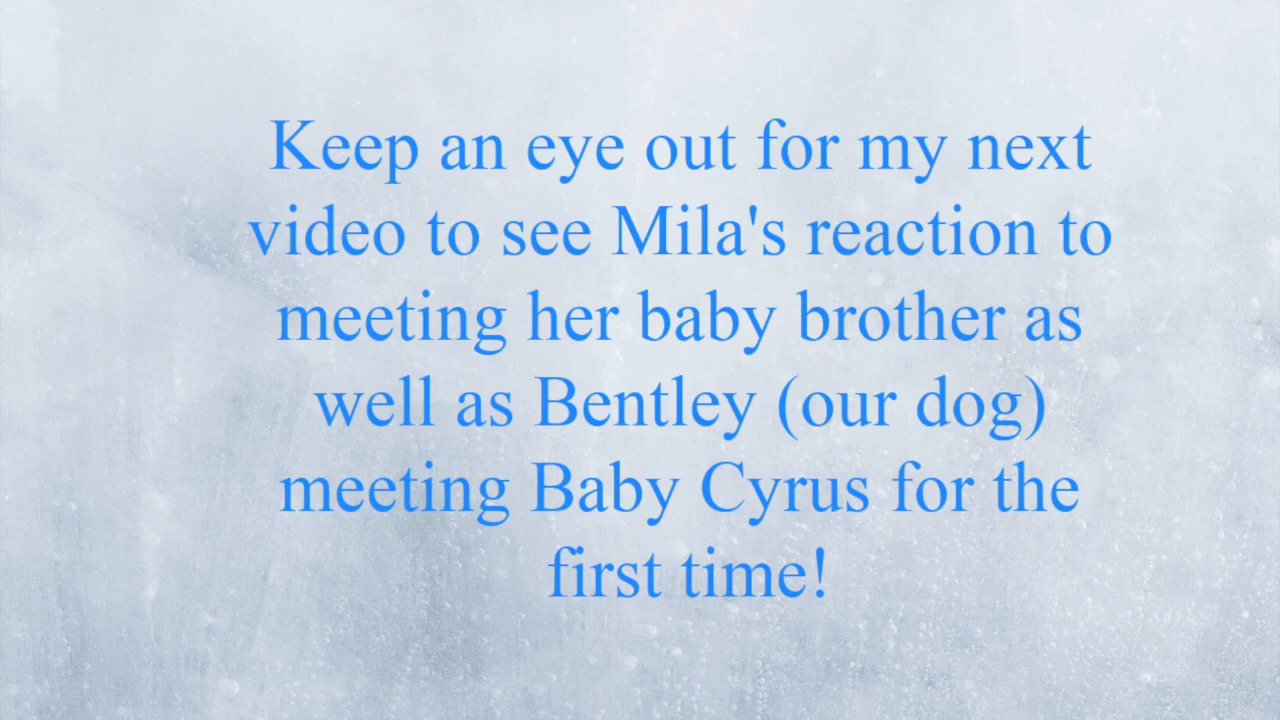 Keep an eye out for my next
video to see Mila's reaction to
meeting her baby brother as
well as Bentley (our dog)
meeting Baby Cyrus for the
first time!